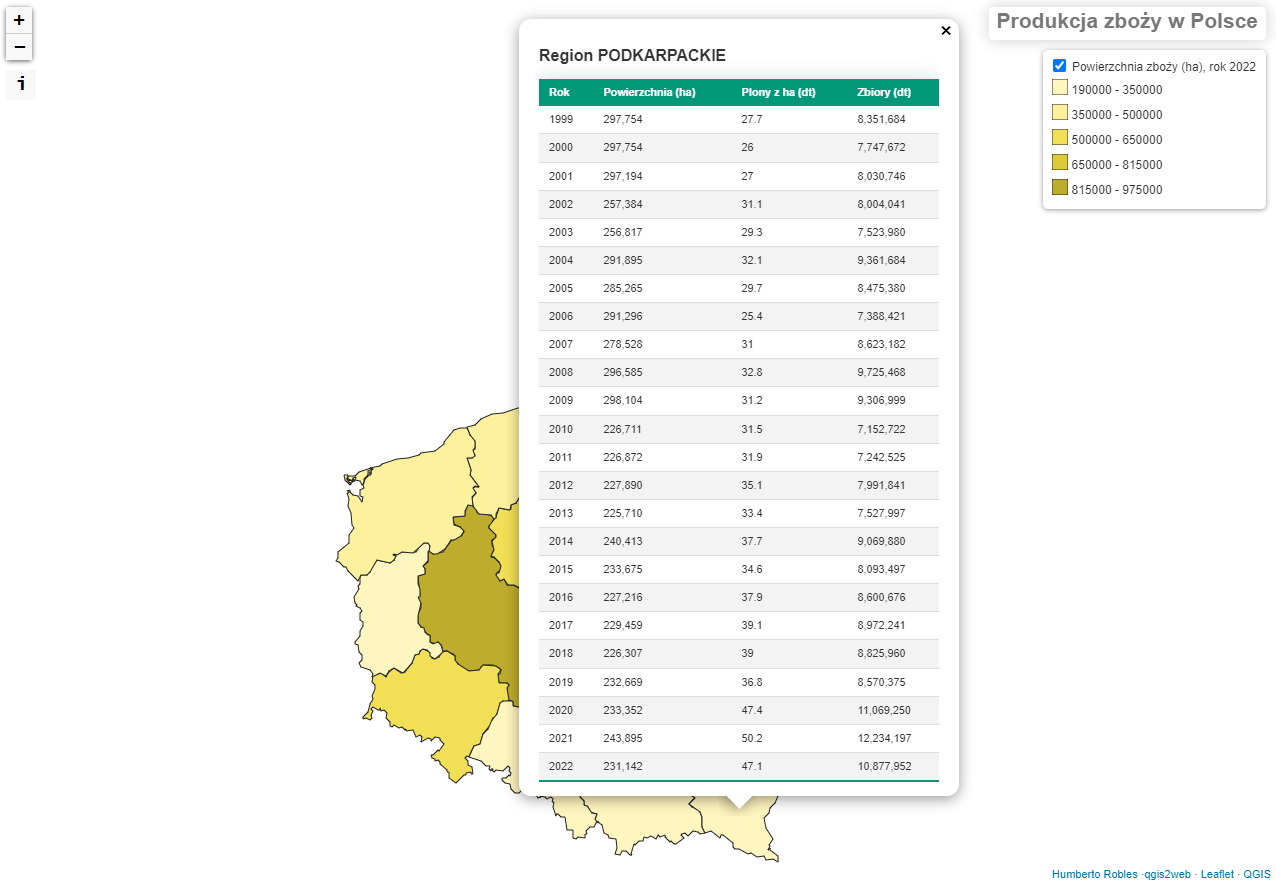 +
−
i
×
Region PODKARPACKIE
Rok Powierzchnia (ha) Plony z ha (dt) Zbiory (dt)
1999 297,754 27.7 8,351,684
2000 297,754 26 7,747,672
2001 297,194 27 8,030,746
2002 257,384 31.1 8,004,041
2003 256,817 29.3 7,523,980
2004 291,895 32.1 9,361,684
2005 285,265 29.7 8,475,380
2006 291,296 25.4 7,388,421
2007 278,528 31 8,623,182
2008 296,585 32.8 9,725,468
2009 298,104 31.2 9,306,999
2010 226,711 31.5 7,152,722
2011 226,872 31.9 7,242,525
2012 227,890 35.1 7,991,841
2013 225,710 33.4 7,527,997
2014 240,413 37.7 9,069,880
2015 233,675 34.6 8,093,497
2016 227,216 37.9 8,600,676
2017 229,459 39.1 8,972,241
2018 226,307 39 8,825,960
2019 232,669 36.8 8,570,375
2020 233,352 47.4 11,069,250
2021 243,895 50.2 12,234,197
2022 231,142 47.1 10,877,952
Produkcja zboży w Polsce
Powierzchnia zboży (ha), rok 2022
190000 - 350000
350000 - 500000
500000 - 650000
650000 - 815000
815000 - 975000
Humberto Robles ·qgis2web · Leaflet · QGIS